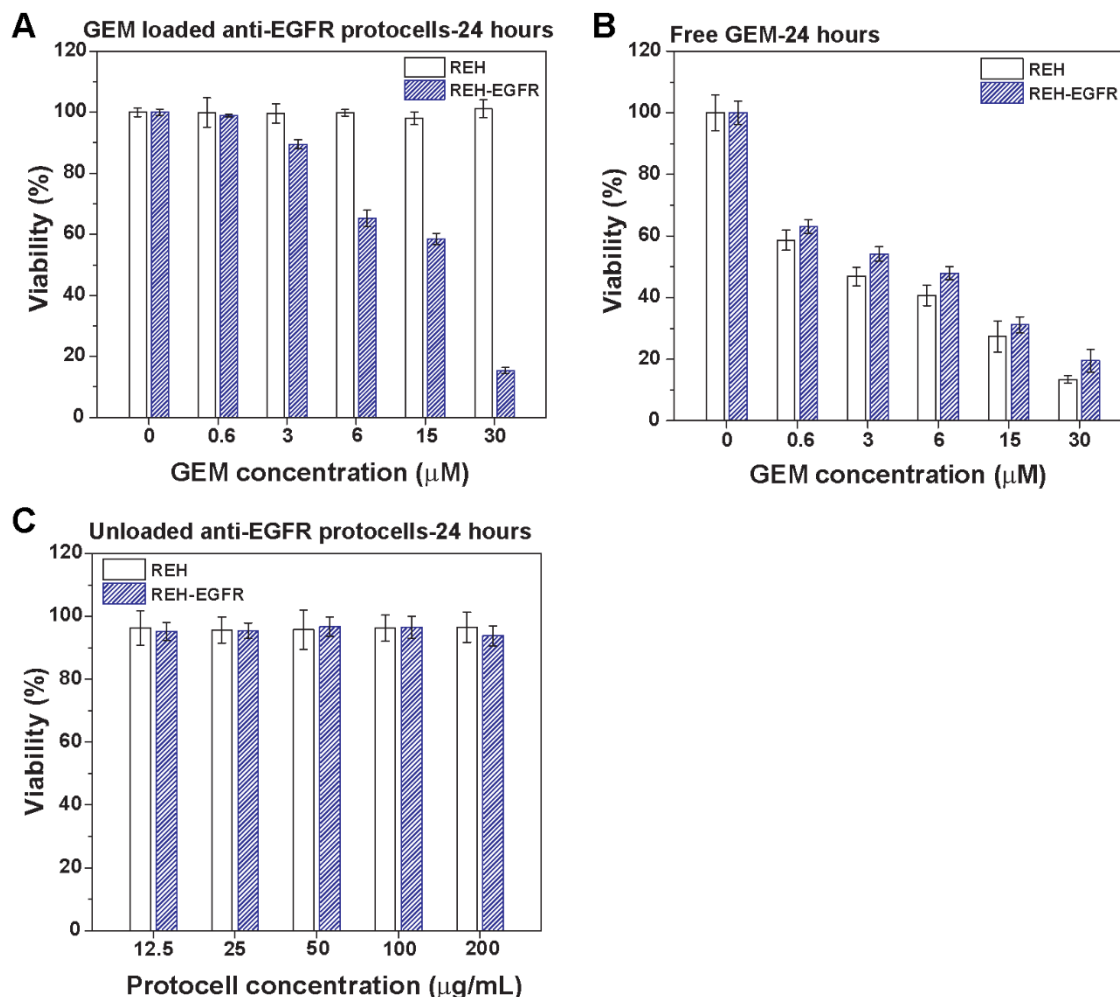 A
GEM loaded anti-EGFR protocells-24 hours
120
100
80
60
40
20
0
Viability (%)
REH
REH-EGFR
0 0.6 3 6 15 30
GEM concentration (μM)
B
Free GEM-24 hours
120
100
80
60
40
20
0
Viability (%)
REH
REH-EGFR
0 0.6 3 6 15 30
GEM concentration (μM)
C
Unloaded anti-EGFR protocells-24 hours
120
100
80
60
40
20
0
Viability (%)
REH
REH-EGFR
12.5 25 50 100 200
Protocell concentration (μg/mL)